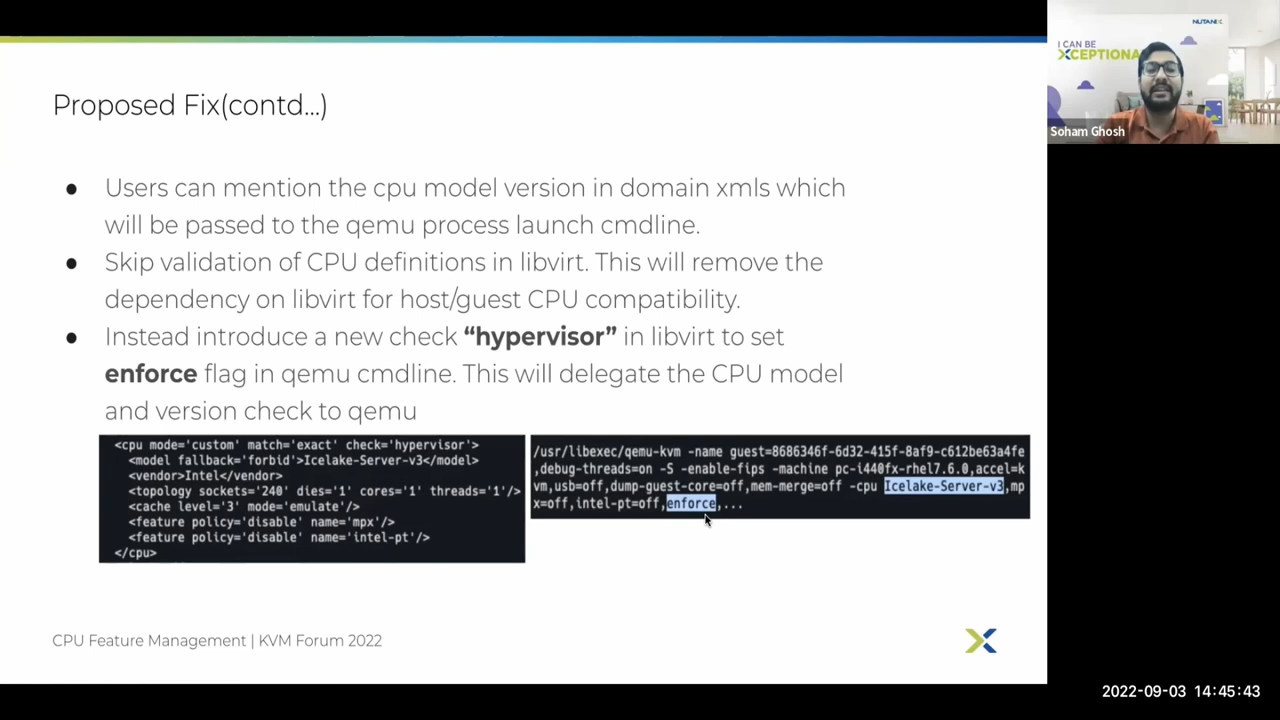 Proposed Fix(contd...)
● Users can mention the cpu model version in domain xmls which
will be passed to the qemu process launch cmdline.
● Skip validation of CPU definitions in libvirt. This will remove the
dependency on libvirt for host/guest CPU compatibility.
● Instead introduce a new check “hypervisor” in libvirt to set
enforce flag in qemu cmdline. This will delegate the CPU model
and version check to qemu
<cpu mode='custom' match='exact' check='hypervisor'>
<model fallback='forbid'>Icelake-Server-v3</model>
<vendor>Intel</vendor>
<topology sockets='240' dies='1' cores='1' threads='1'/>
<cache level='3' mode='emulate'/>
<feature policy='disable' name='mpx'/>
<feature policy='disable' name='intel-pt'/>
</cpu>
/usr/libexec/qemu-kvm -name guest=8686346f-6d32-415f-8af9-c612be63a4fe
,debug-threads=on -S -enable-fips -machine pc-i440fx-rhel7.6.0,accel=k
vm,usb=off,dump-guest-core=off,mem-merge=off -cpu Icelake-Server-v3,mp
x=off,intel-pt=off,enforce,...
CPU Feature Management | KVM Forum 2022
NUTANIX
I CAN BE
XCEPTIONA
Soham Ghosh
2022-09-03 14:45:43